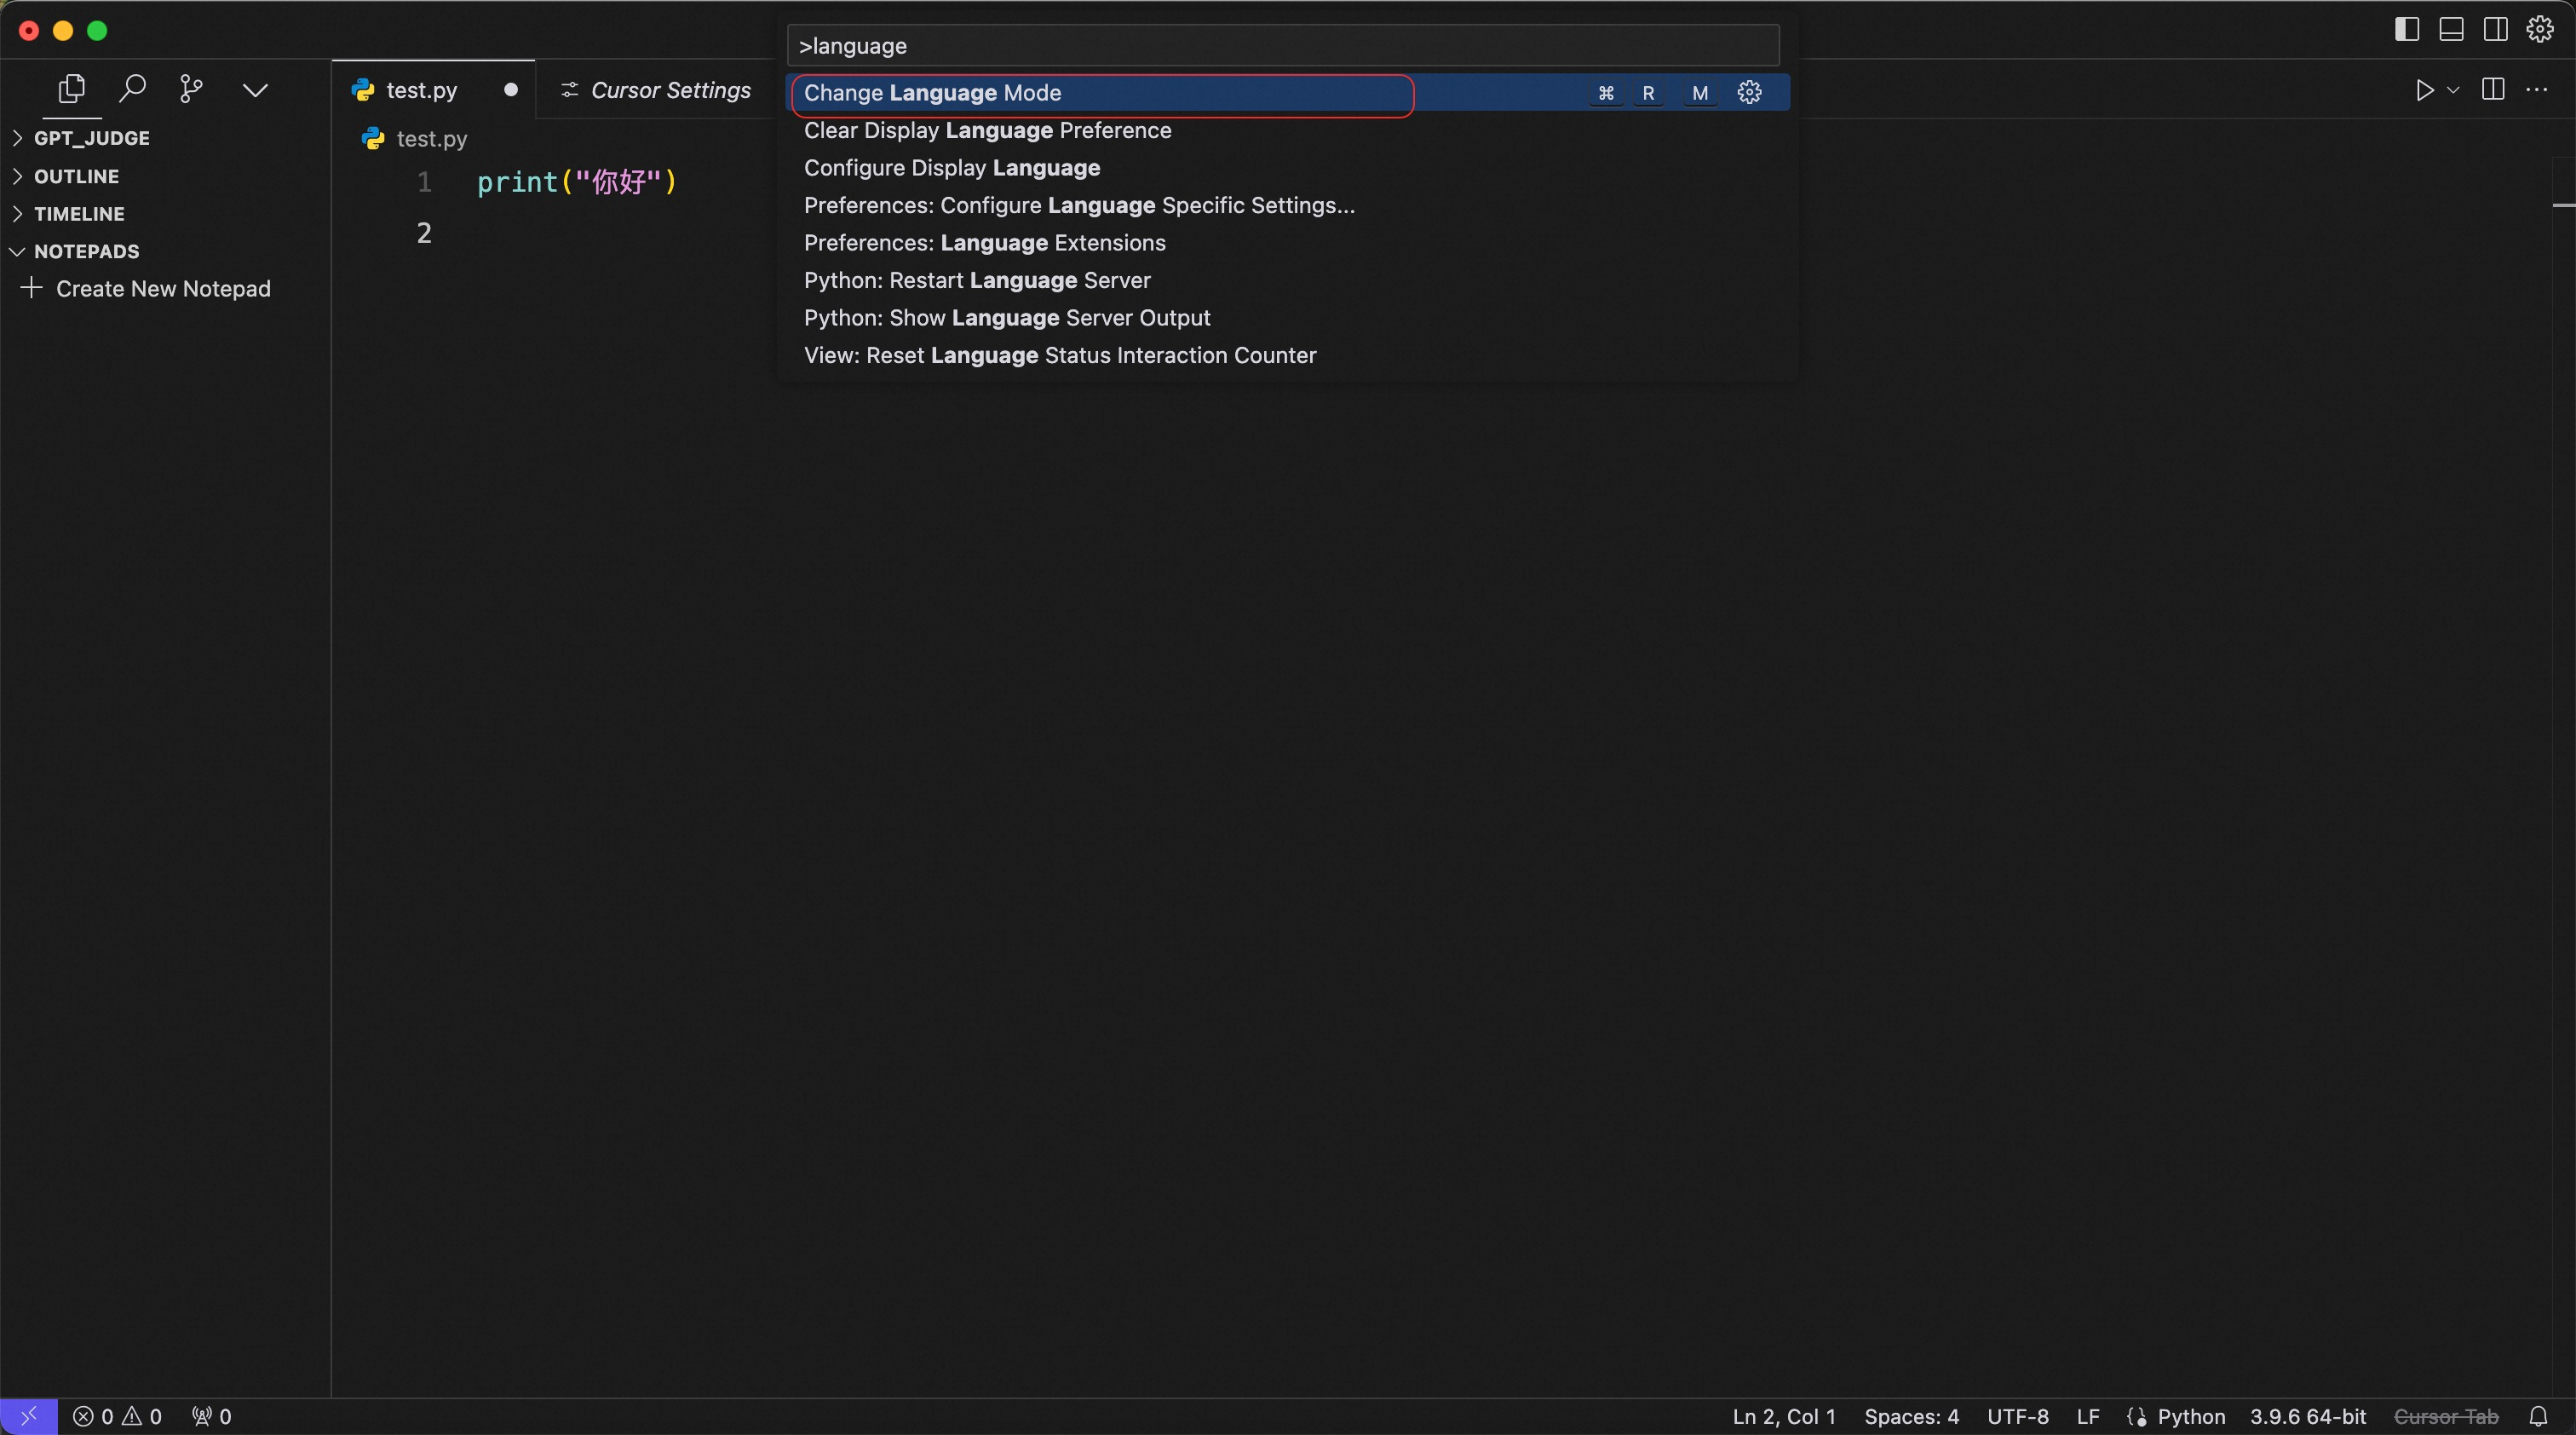 >language
Change Language Mode ⌘ R M
Clear Display Language Preference
Configure Display Language
Preferences: Configure Language Specific Settings...
Preferences: Language Extensions
Python: Restart Language Server
Python: Show Language Server Output
View: Reset Language Status Interaction Counter
GPT_JUDGE
OUTLINE
TIMELINE
NOTEPADS
Create New Notepad
test.py
Cursor Settings
test.py
1 print("你好")
2
0 0 0
Ln 2, Col 1 Spaces: 4 UTF-8 LF Python 3.9.6 64-bit Cursor Tab